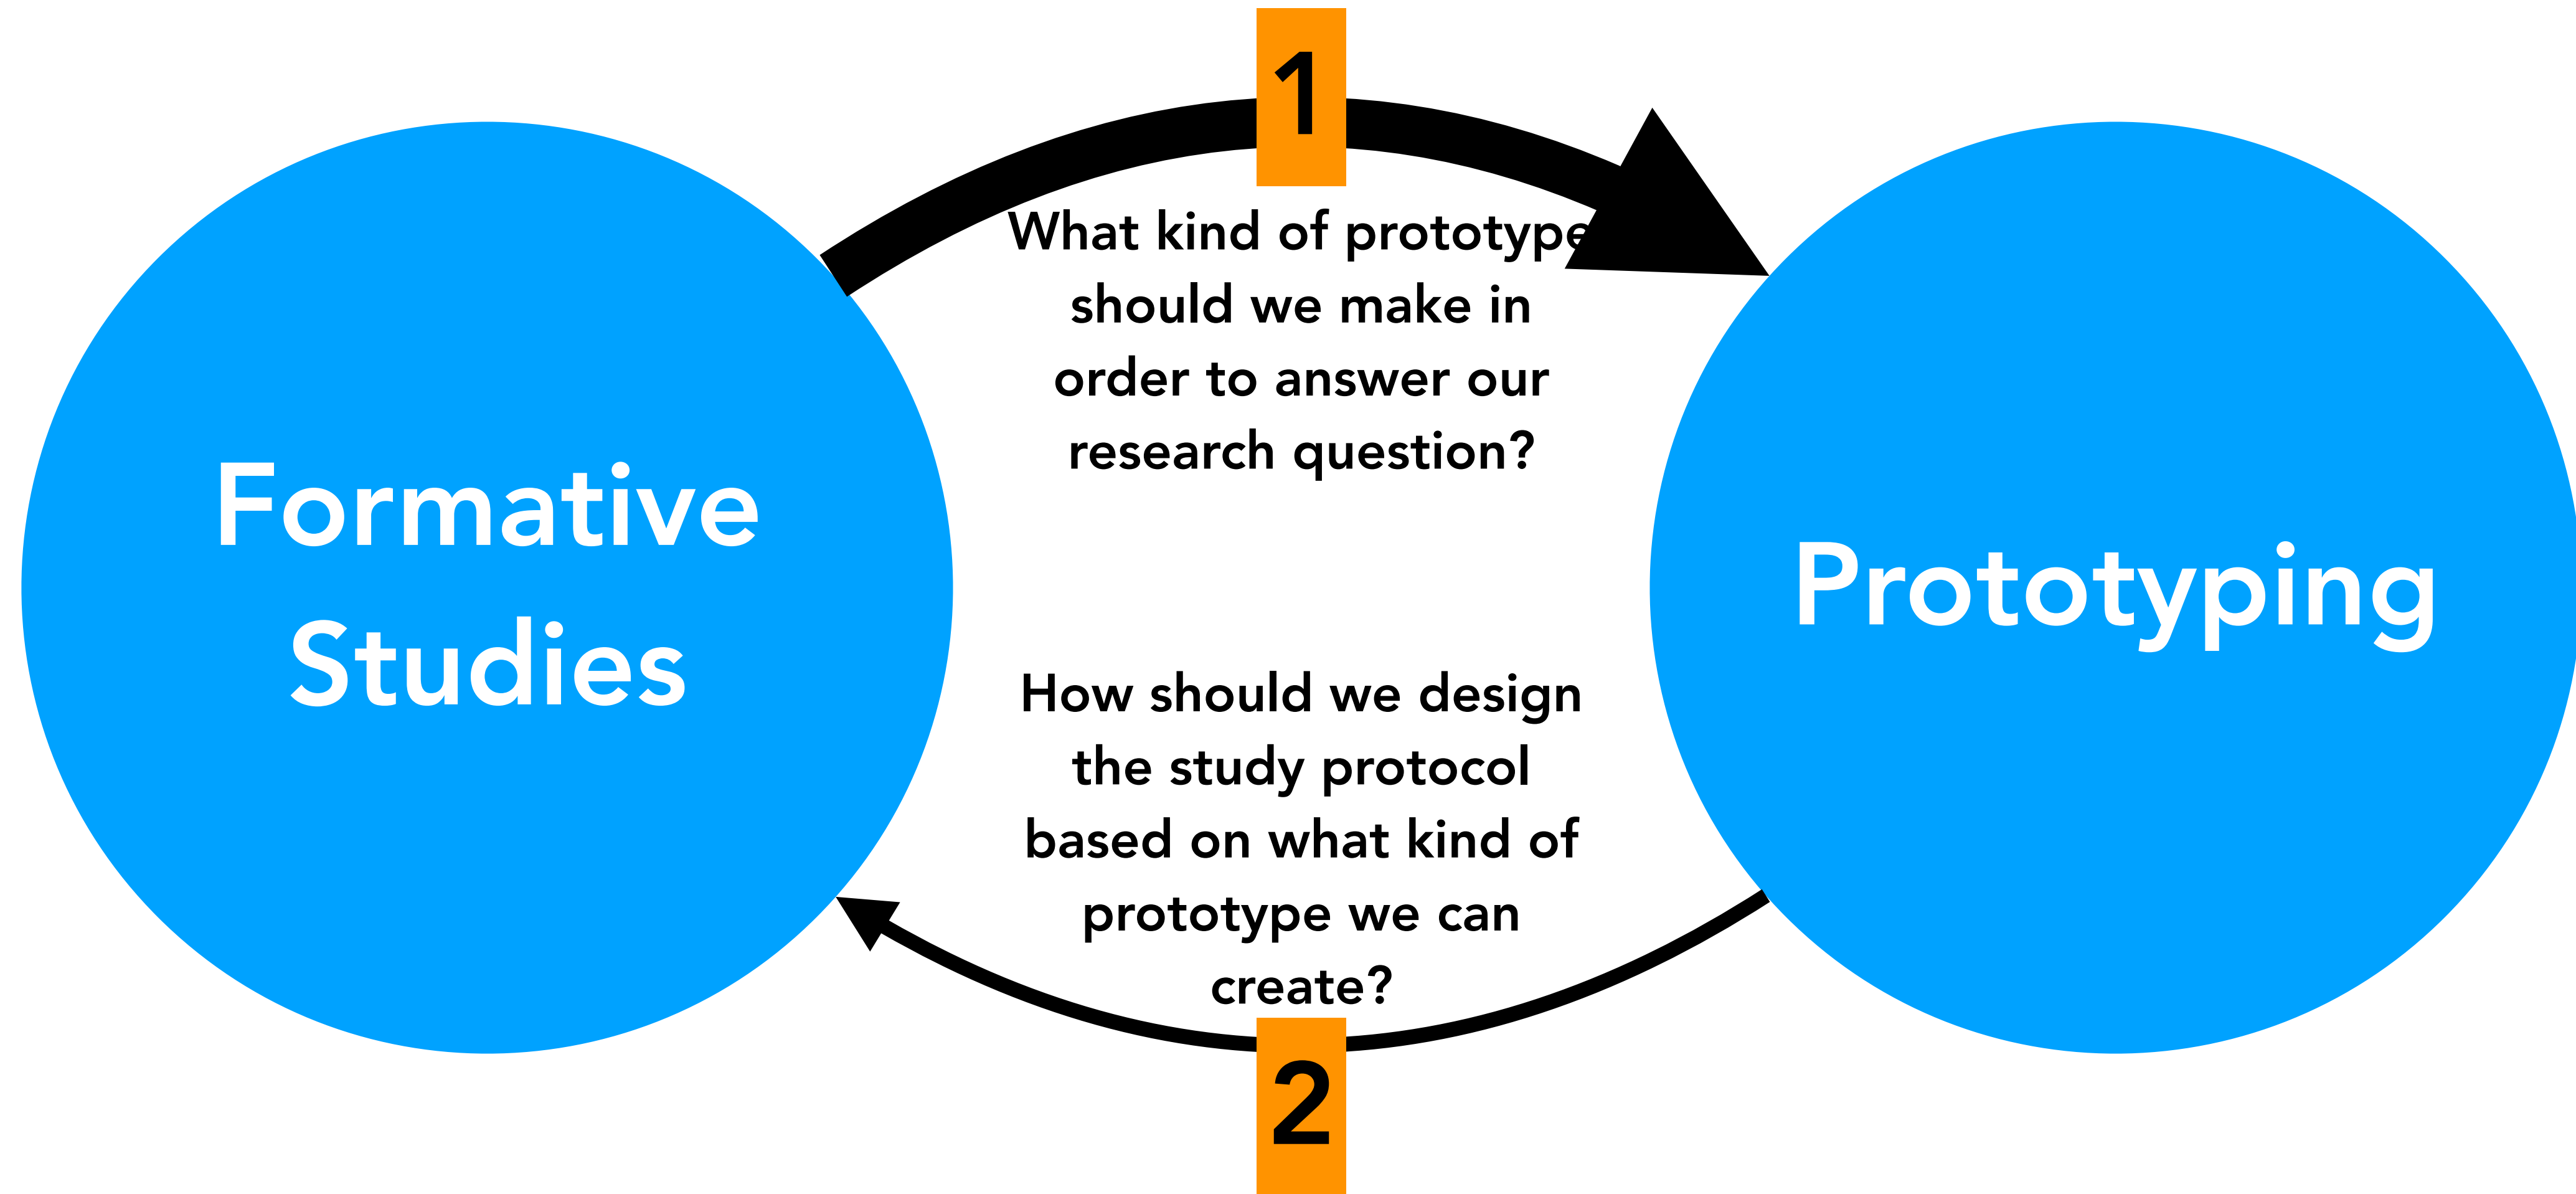 1
What kind of prototype
should we make in
order to answer our
research question?
Formative
Studies
Prototyping
How should we design
the study protocol
based on what kind of
prototype we can
create?
2